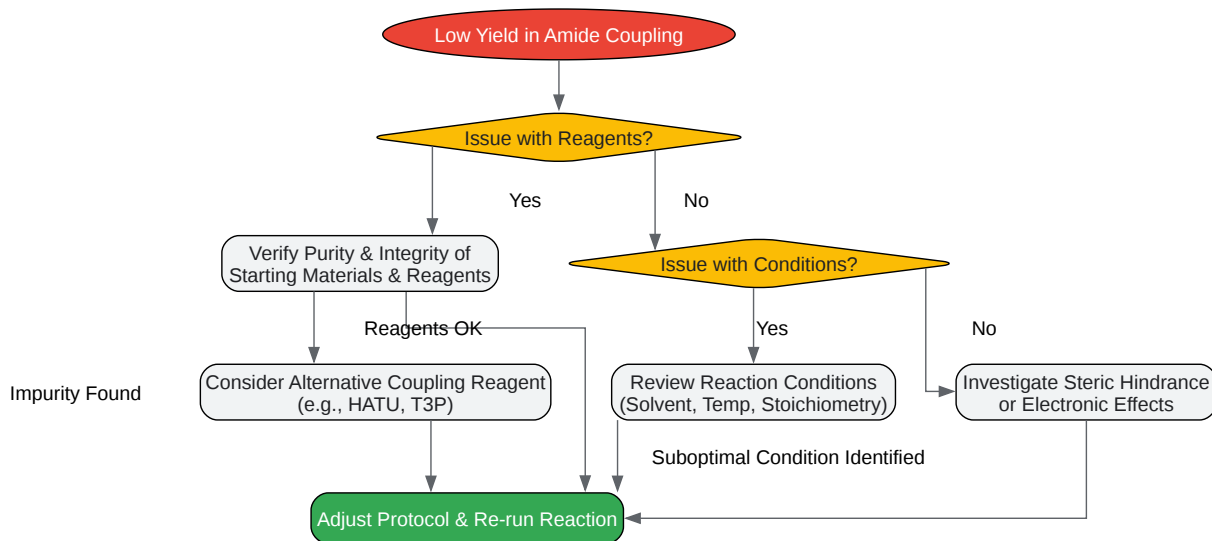 Low Yield in Amide Coupling
Issue with Reagents?
Yes
No
Verify Purity & Integrity of
Starting Materials & Reagents
Issue with Conditions?
Reagents OK
Yes
No
Impurity Found
Consider Alternative Coupling Reagent
(e.g., HATU, T3P)
Review Reaction Conditions
(Solvent, Temp, Stoichiometry)
Investigate Steric Hindrance
or Electronic Effects
Suboptimal Condition Identified
Adjust Protocol & Re-run Reaction